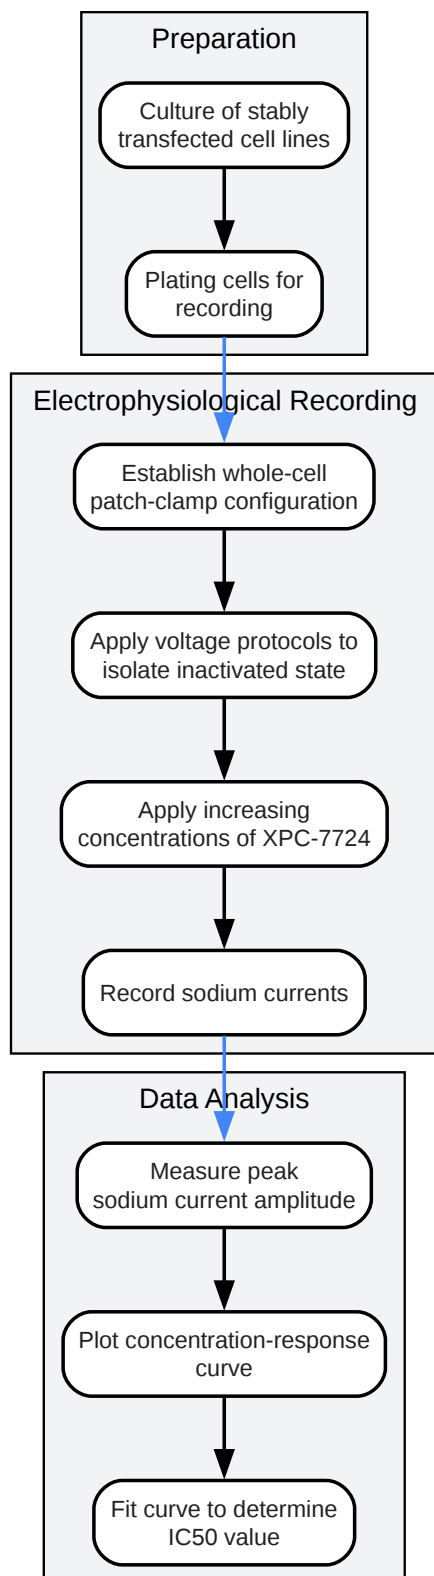 Preparation
Culture of stably
transfected cell lines
Plating cells for
recording
Electrophysiological Recording
Establish whole-cell
patch-clamp configuration
Apply voltage protocols to
isolate inactivated state
Apply increasing
concentrations of XPC-7724
Record sodium currents
Data Analysis
Measure peak
sodium current amplitude
Plot concentration-response
curve
Fit curve to determine
IC50 value